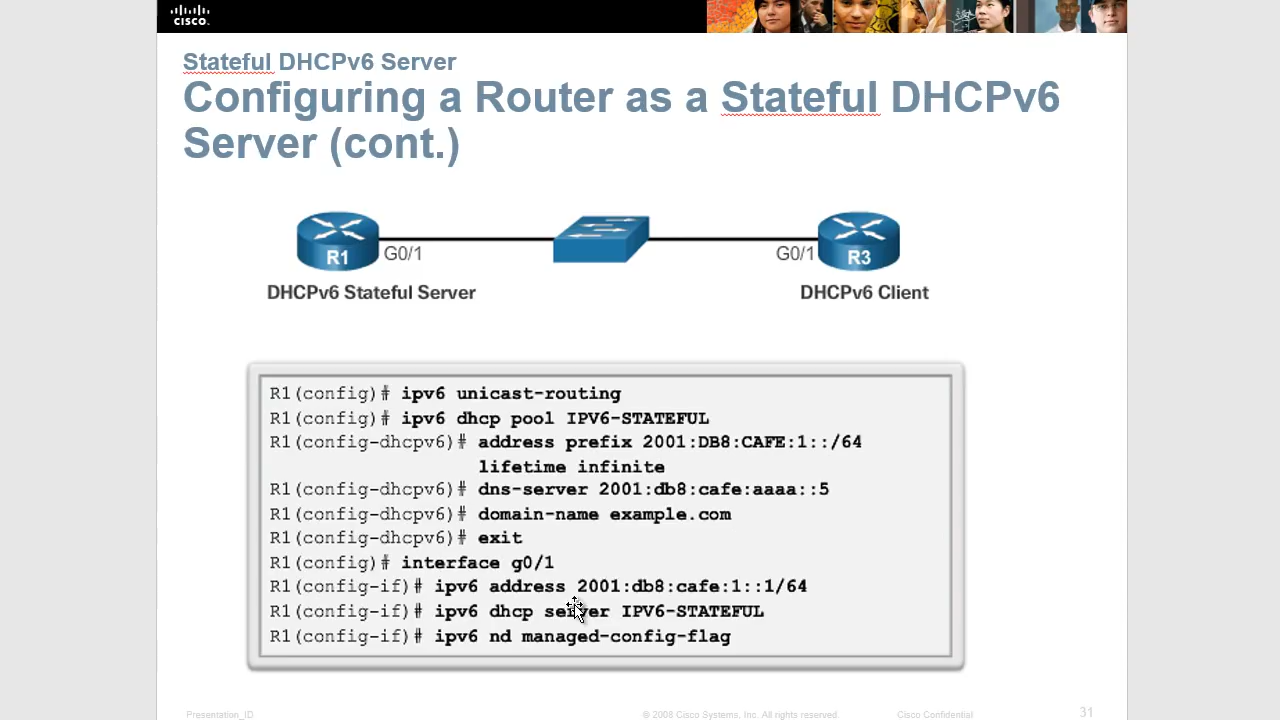 CISCO.
Stateful DHCPv6 Server
Configuring a Router as a Stateful DHCPv6
Server (cont.)
R1
G0/1
G0/1
R3
DHCPv6 Stateful Server
DHCPv6 Client
R1(config)# ipv6 unicast-routing
R1(config)# ipv6 dhcp pool IPV6-STATEFUL
R1(config-dhcpv6)# address prefix 2001:DB8:CAFE:1::/64
lifetime infinite
R1(config-dhcpv6)# dns-server 2001:db8:cafe:aaaa::5
R1(config-dhcpv6)# domain-name example.com
R1(config-dhcpv6)# exit
R1(config)# interface g0/1
R1(config-if)# ipv6 address 2001:db8:cafe:1::1/64
R1(config-if)# ipv6 dhcp server IPV6-STATEFUL
R1(config-if)# ipv6 nd managed-config-flag
Presentation_ID
© 2008 Cisco Systems, Inc. All rights reserved.
Cisco Confidential
31